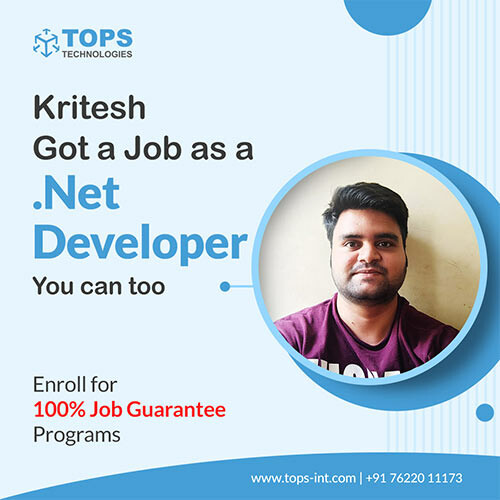 TOPS
TECHNOLOGIES
Kritesh
Got a Job as a
.Net
Developer
You can too
Enroll for
100% Job Guarantee
Programs
www.tops-int.com | +91 76220 11173